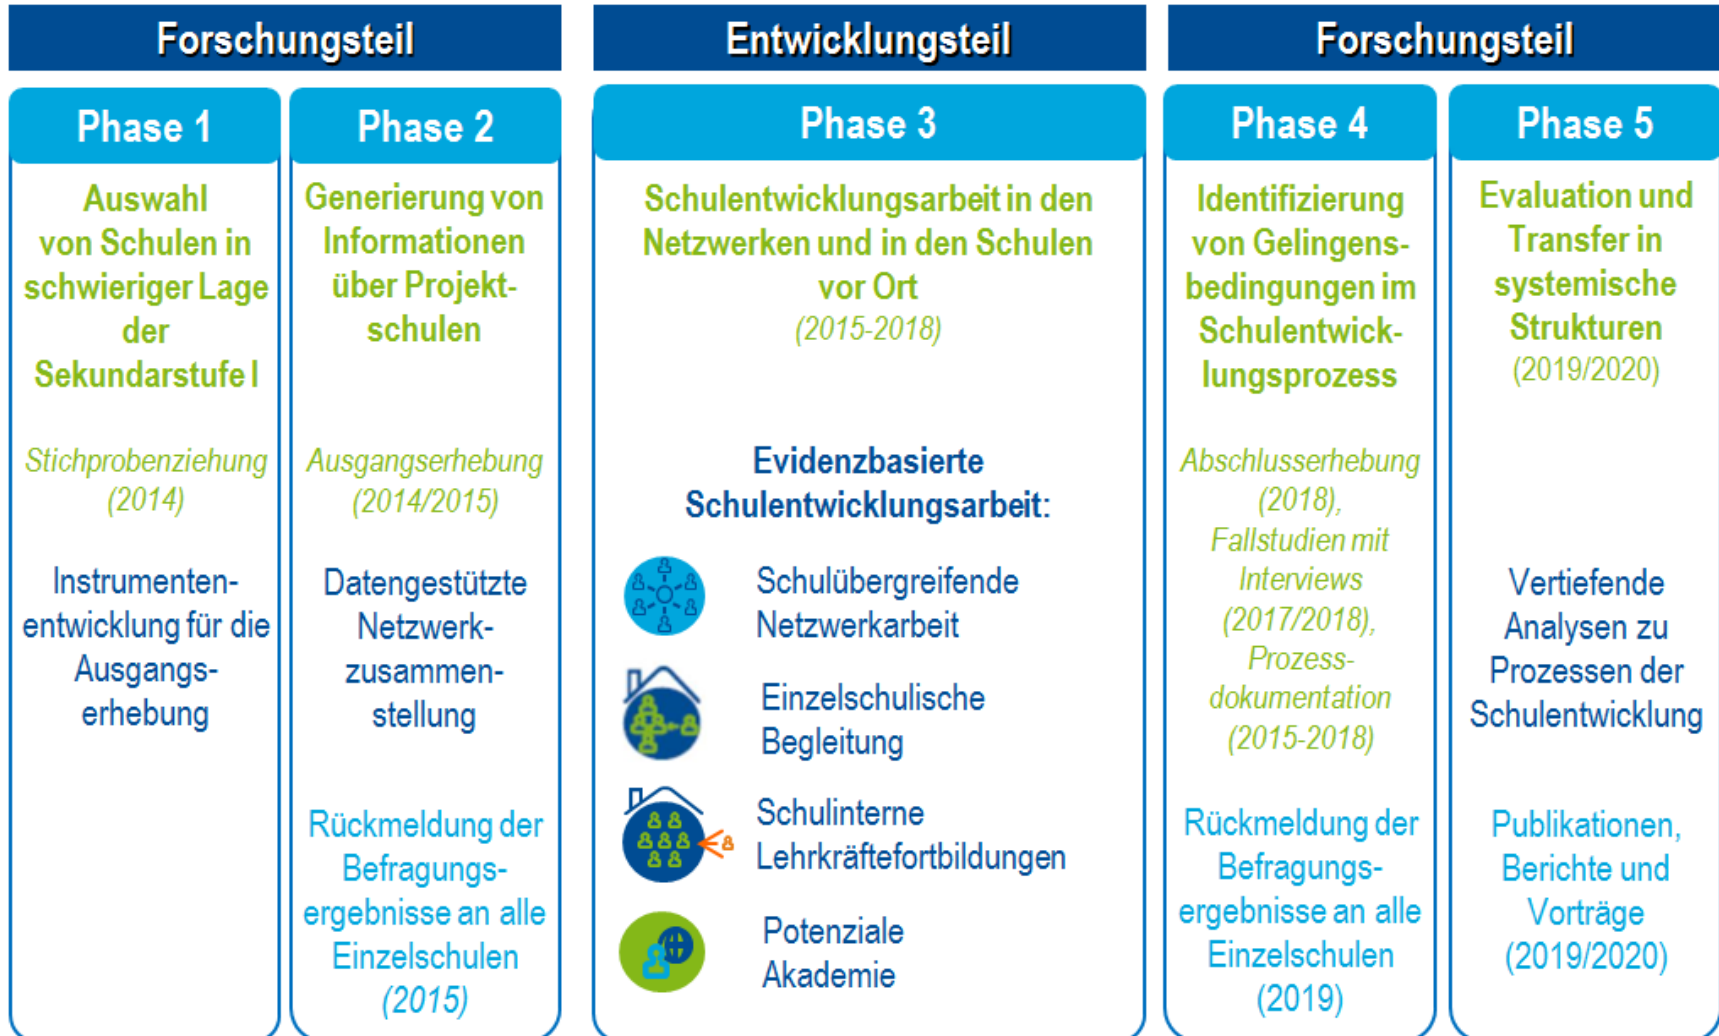 Forschungsteil
Entwicklungsteil
Forschungsteil
Phase 1
Auswahl
von Schulen in
schwieriger Lage
der
Sekundarstufe I
Stichprobenziehung
(2014)
Instrumenten-
entwicklung für die
Ausgangs-
erhebung
Phase 2
Generierung von
Informationen
über Projekt-
schulen
Ausgangserhebung
(2014/2015)
Datengestützte
Netzwerk-
zusammen-
stellung
Rückmeldung der
Befragungs-
ergebnisse an alle
Einzelschulen
(2015)
Phase 3
Schulentwicklungsarbeit in den
Netzwerken und in den Schulen
vor Ort
(2015-2018)
Evidenzbasierte
Schulentwicklungsarbeit:
Schulübergreifende
Netzwerkarbeit
Einzelschulische
Begleitung
Schulinterne
Lehrkräftefortbildungen
Potenziale
Akademie
Phase 4
Identifizierung
von Gelingens-
bedingungen im
Schulentwick-
lungsprozess
Abschlusserhebung
(2018),
Fallstudien mit
Interviews
(2017/2018),
Prozess-
dokumentation
(2015-2018)
Rückmeldung der
Befragungs-
ergebnisse an alle
Einzelschulen
(2019)
Phase 5
Evaluation und
Transfer in
systemische
Strukturen
(2019/2020)
Vertiefende
Analysen zu
Prozessen der
Schulentwicklung
Publikationen,
Berichte und
Vorträge
(2019/2020)